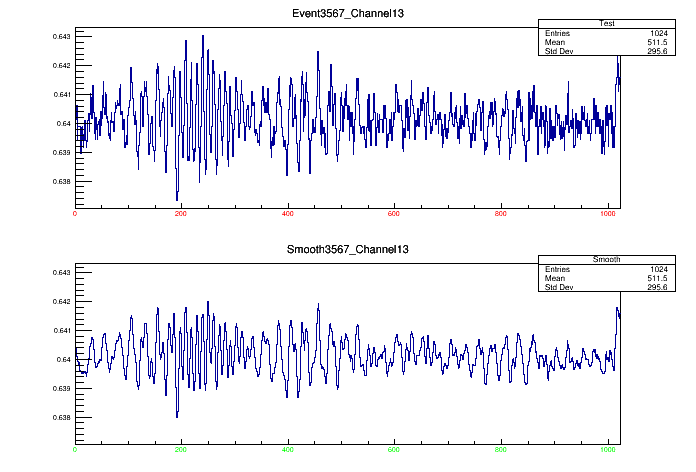 Event3567_Channel13
Test
Entries 1024
Mean 511.5
Std Dev 295.6
0.643
0.642
0.641
0.64
0.639
0.638
0 200 400 600 800 1000
Smooth3567_Channel13
Smooth
Entries 1024
Mean 511.5
Std Dev 295.6
0.643
0.642
0.641
0.64
0.639
0.638
0 200 400 600 800 1000